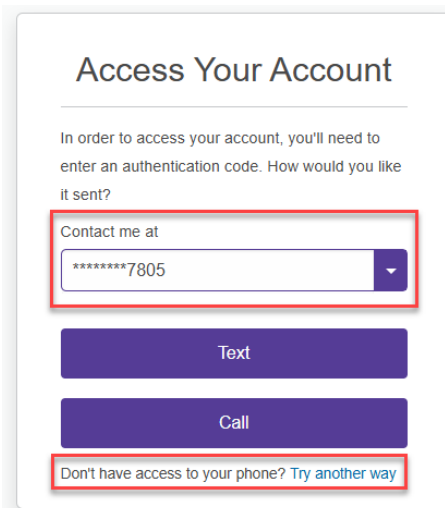 Access Your Account
In order to access your account, you'll need to
enter an authentication code. How would you like
it sent?
Contact me at
********7805
Text
Call
Don't have access to your phone? Try another way